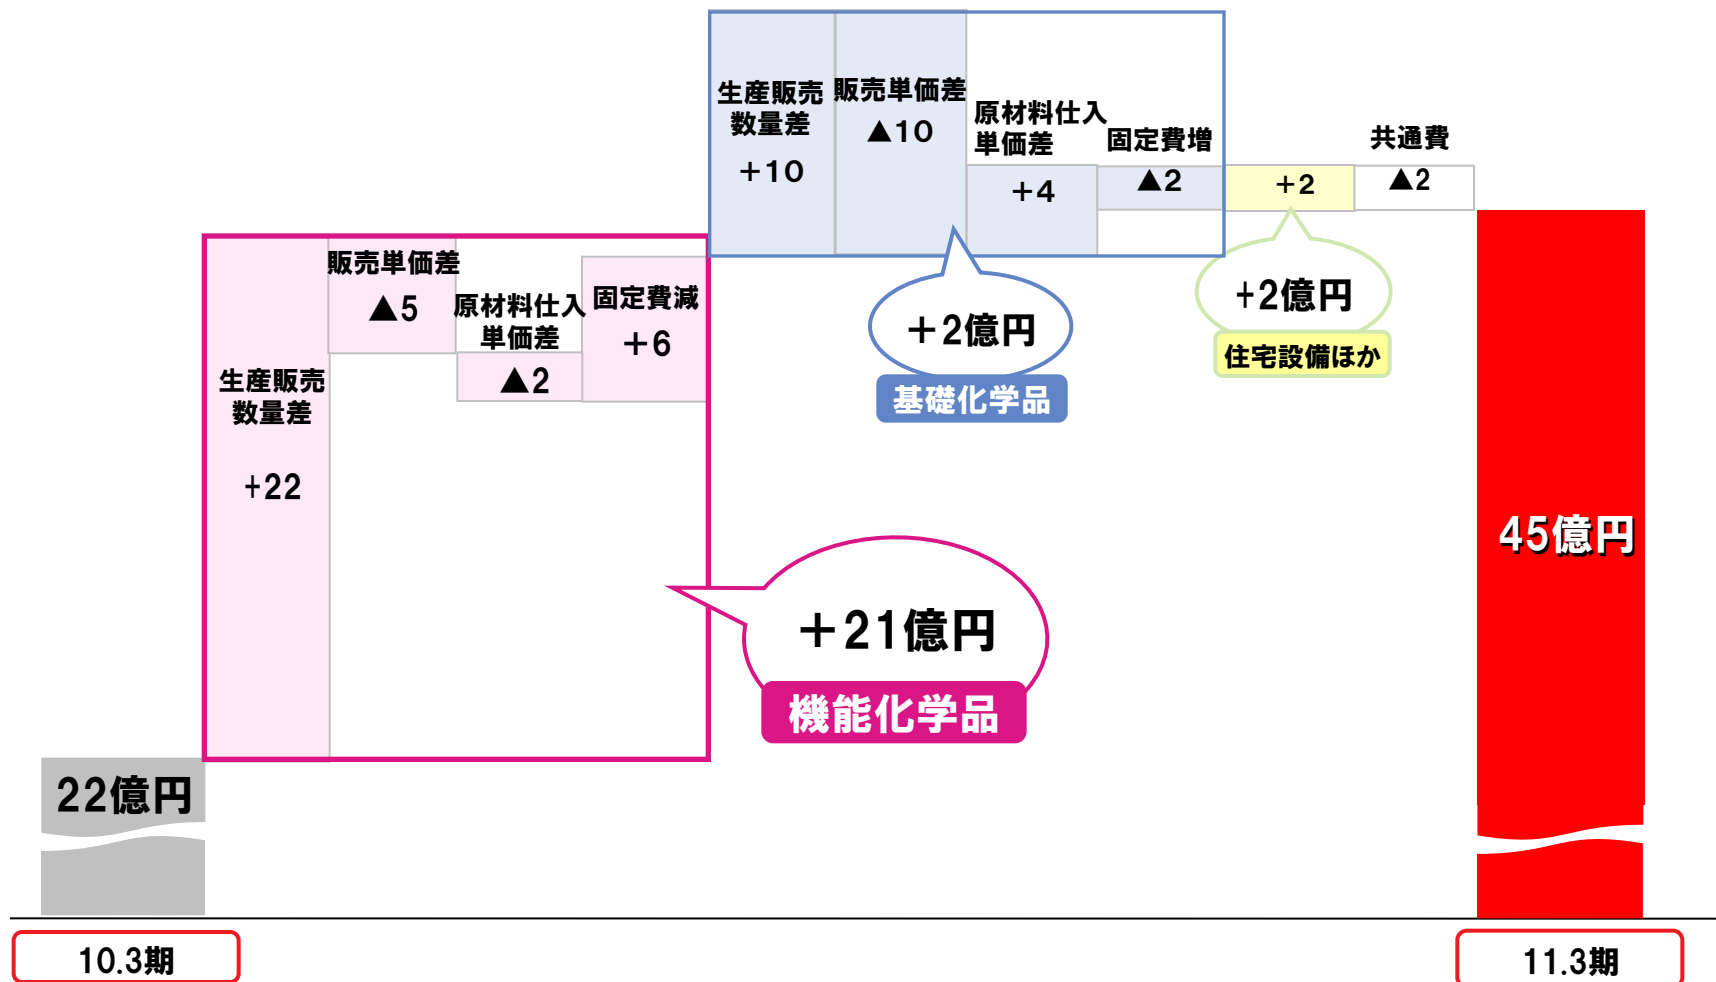 生産販売
数量差
+10
販売単価差
▲10
原材料仕入
単価差
+4
固定費増
▲2
+2
共通費
▲2
生産販売
数量差
+22
販売単価差
▲5
原材料仕入
単価差
▲2
固定費減
+6
+2億円
基礎化学品
+2億円
住宅設備ほか
+21億円
機能化学品
22億円
45億円
10.3期
11.3期